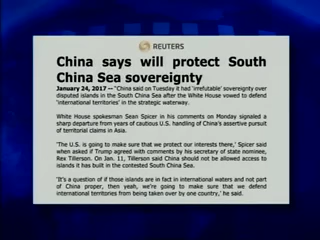 REUTERS
China says will protect South
China Sea sovereignty
January 24, 2017 -- "China said on Tuesday it had 'irrefutable' sovereignty over
disputed islands in the South China Sea after the White House vowed to defend
'international territories' in the strategic waterway.
White House spokesman Sean Spicer in his comments on Monday signaled a
sharp departure from years of cautious U.S. handling of China's assertive pursuit
of territorial claims in Asia.
'The U.S. is going to make sure that we protect our interests there,' Spicer said
when asked if Trump agreed with comments by his secretary of state nominee,
Rex Tillerson. On Jan. 11, Tillerson said China should not be allowed access to
islands it has built in the contested South China Sea.
'It's a question of if those islands are in fact in international waters and not part
of China proper, then yeah, we're going to make sure that we defend
international territories from being taken over by one country,' he said.